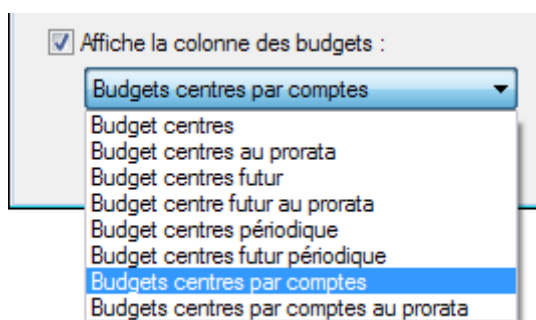 Affiche la colonne des budgets :
Budgets centres par comptes
Budget centres
Budget centres au prorata
Budget centres futur
Budget centre futur au prorata
Budget centres périodique
Budget centres futur périodique
Budgets centres par comptes
Budgets centres par comptes au prorata